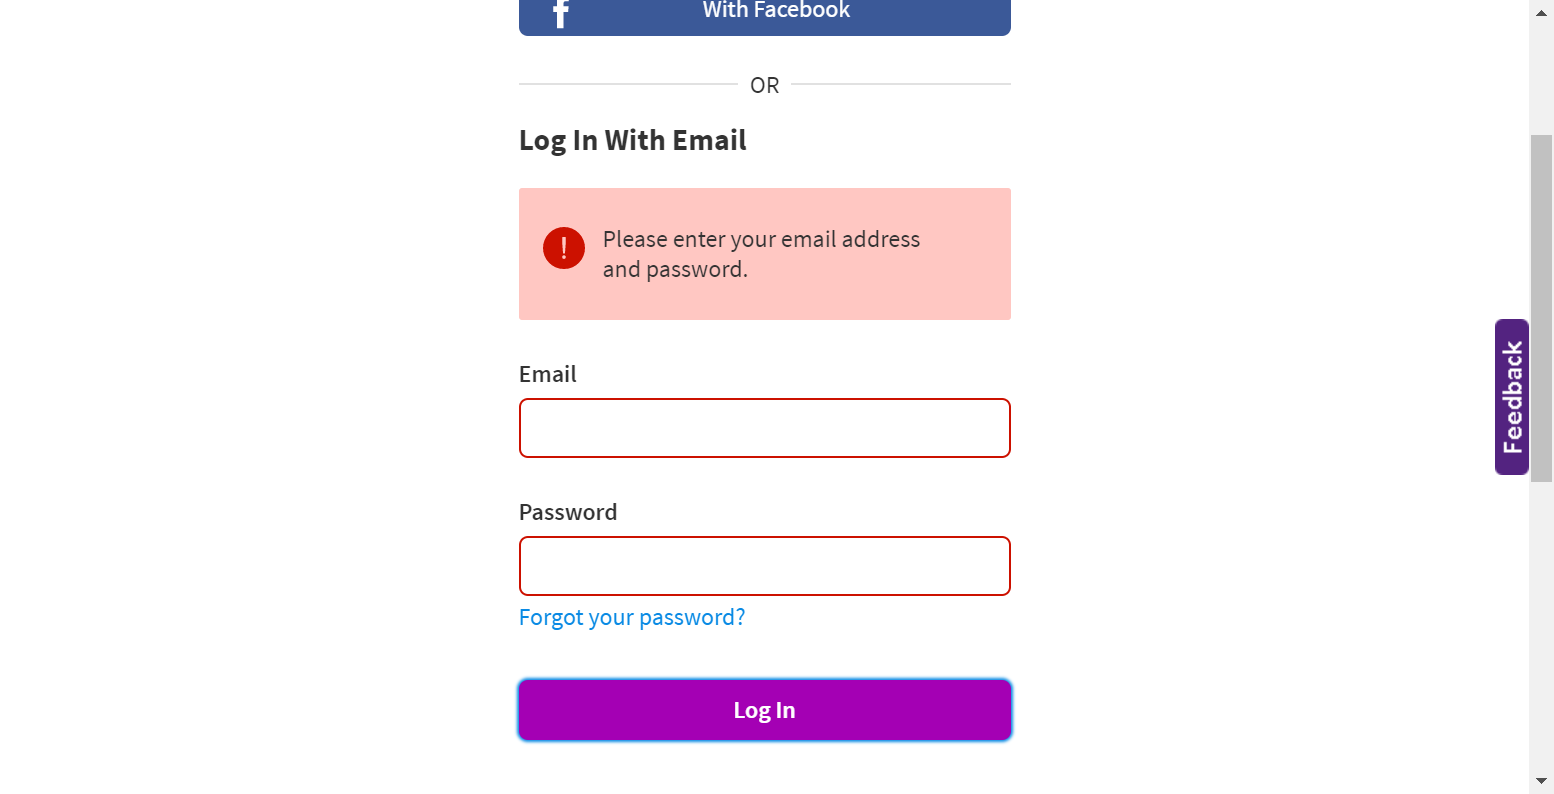 With Facebook
OR
Log In With Email
Please enter your email address
and password.
Email
Password
Forgot your password?
Log In
Feedback